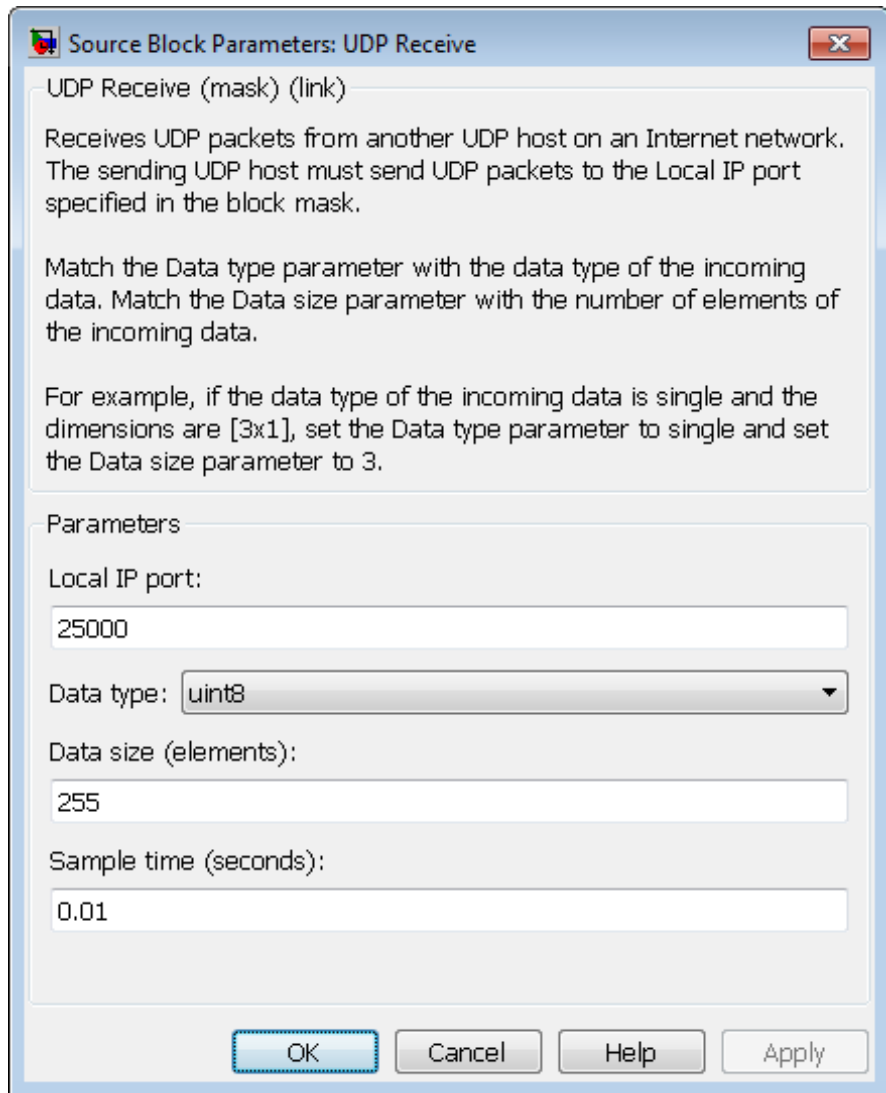 Source Block Parameters: UDP Receive
UDP Receive (mask) (link)
Receives UDP packets from another UDP host on an Internet network.
The sending UDP host must send UDP packets to the Local IP port
specified in the block mask.
Match the Data type parameter with the data type of the incoming
data. Match the Data size parameter with the number of elements of
the incoming data.
For example, if the data type of the incoming data is single and the
dimensions are [3x1], set the Data type parameter to single and set
the Data size parameter to 3.
Parameters
Local IP port:
25000
Data type: uint8
Data size (elements):
255
Sample time (seconds):
0.01
OK Cancel Help Apply